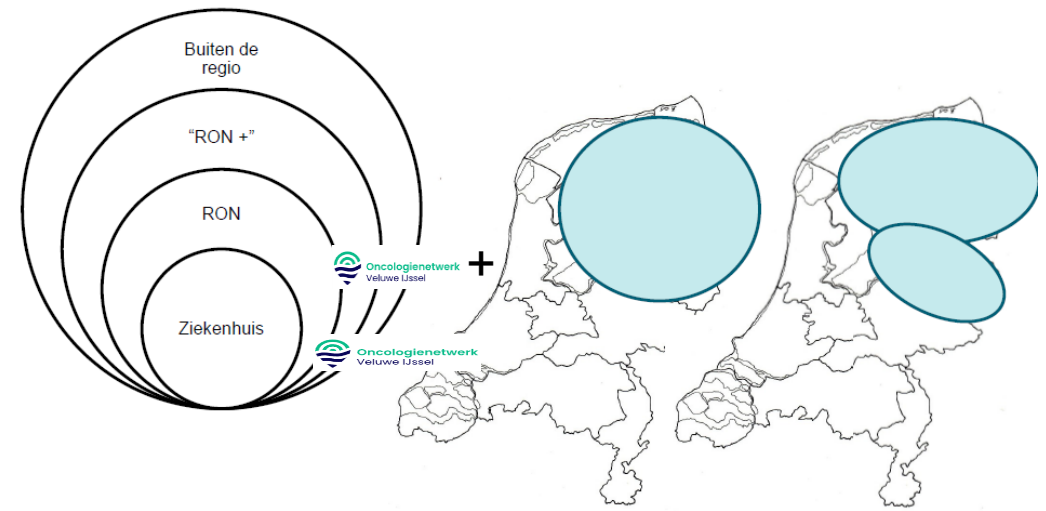 Buiten de
regio
“RON +”
RON
Oncologienetwerk
Veluwe IJssel
+
Ziekenhuis
Oncologienetwerk
Veluwe IJssel